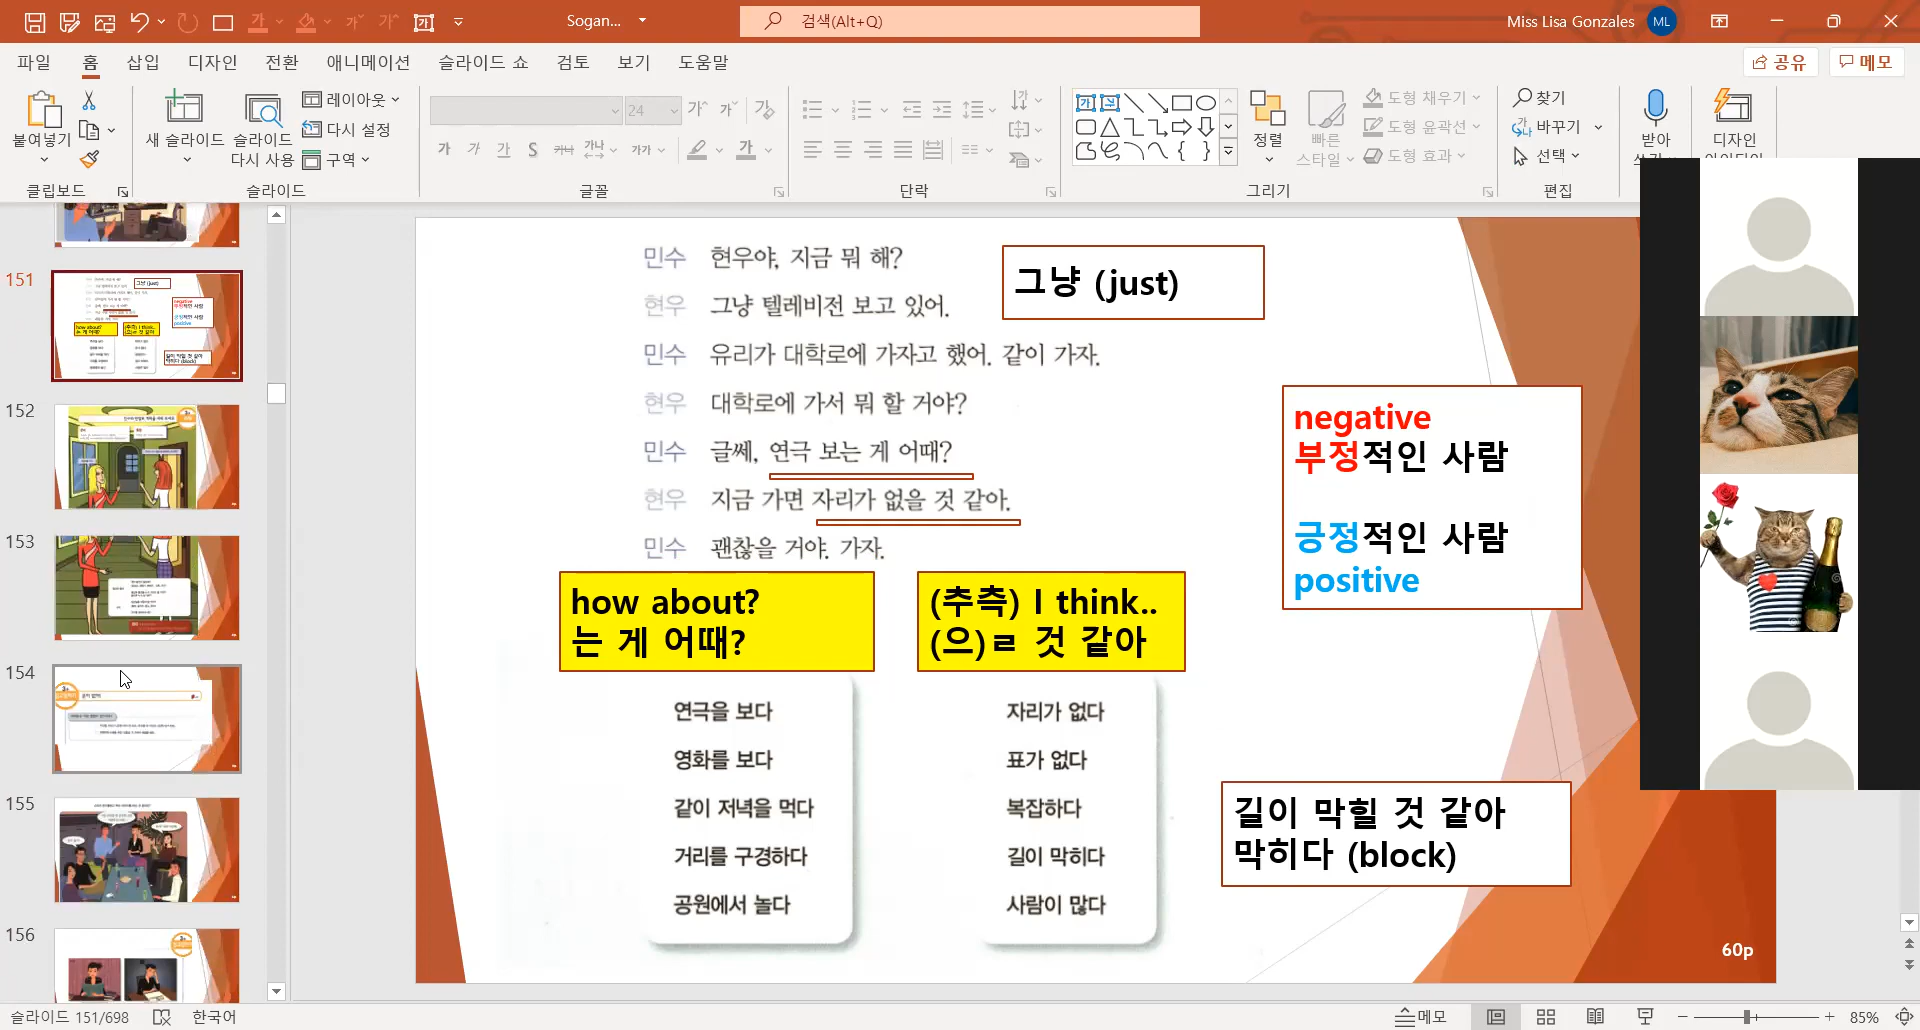 Sogan...
검색(Alt+Q)
Miss Lisa Gonzales
ML
파일 홈 삽입 디자인 전환 애니메이션 슬라이드 쇼 검토 보기 도움말
공유
메모
붙여넣기
클립보드
새 슬라이드
슬라이드 다시 사용
레이아웃
다시 설정
구역
슬라이드
24
글꼴
단락
정렬
빠른 스타일
도형 채우기
도형 윤곽선
도형 효과
그리기
찾기
바꾸기
선택
편집
받아
디자인
151
152
153
154
155
156
민수 현우야, 지금 뭐 해?
현우 그냥 텔레비전 보고 있어.
민수 유리가 대학로에 가자고 했어. 같이 가자.
현우 대학로에 가서 뭐 할 거야?
민수 글쎄, 연극 보는 게 어때?
현우 지금 가면 자리가 없을 것 같아.
민수 괜찮을 거야. 가자.
그냥 (just)
negative
부정적인 사람
긍정적인 사람
positive
how about?
는 게 어때?
(추측) I think..
(으)ㄹ 것 같아
연극을 보다
영화를 보다
같이 저녁을 먹다
거리를 구경하다
공원에서 놀다
자리가 없다
표가 없다
복잡하다
길이 막히다
사람이 많다
길이 막힐 것 같아
막히다 (block)
60p
슬라이드 151/698
한국어
메모
85%